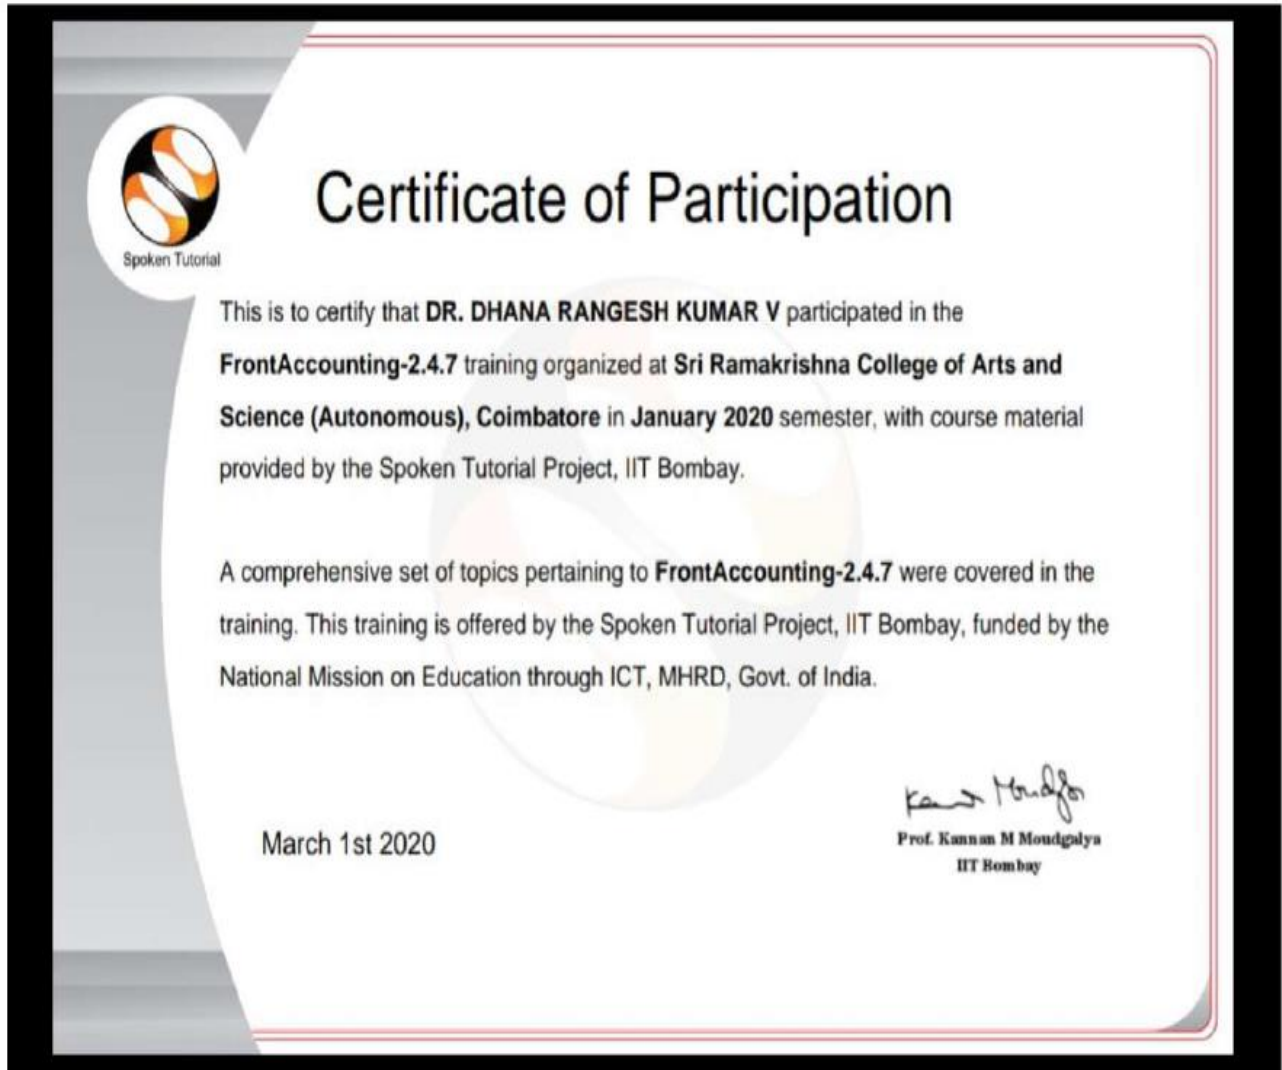 Certificate of Participation
Spoken Tutorial
This is to certify that DR. DHANA RANGESH KUMAR V participated in the
FrontAccounting-2.4.7 training organized at Sri Ramakrishna College of Arts and
Science (Autonomous), Coimbatore in January 2020 semester, with course material
provided by the Spoken Tutorial Project, IIT Bombay.
A comprehensive set of topics pertaining to FrontAccounting-2.4.7 were covered in the
training. This training is offered by the Spoken Tutorial Project, IIT Bombay, funded by the
National Mission on Education through ICT, MHRD, Govt. of India.
March 1st 2020
Prof. Kannan M Moudgalya
IIT Bombay